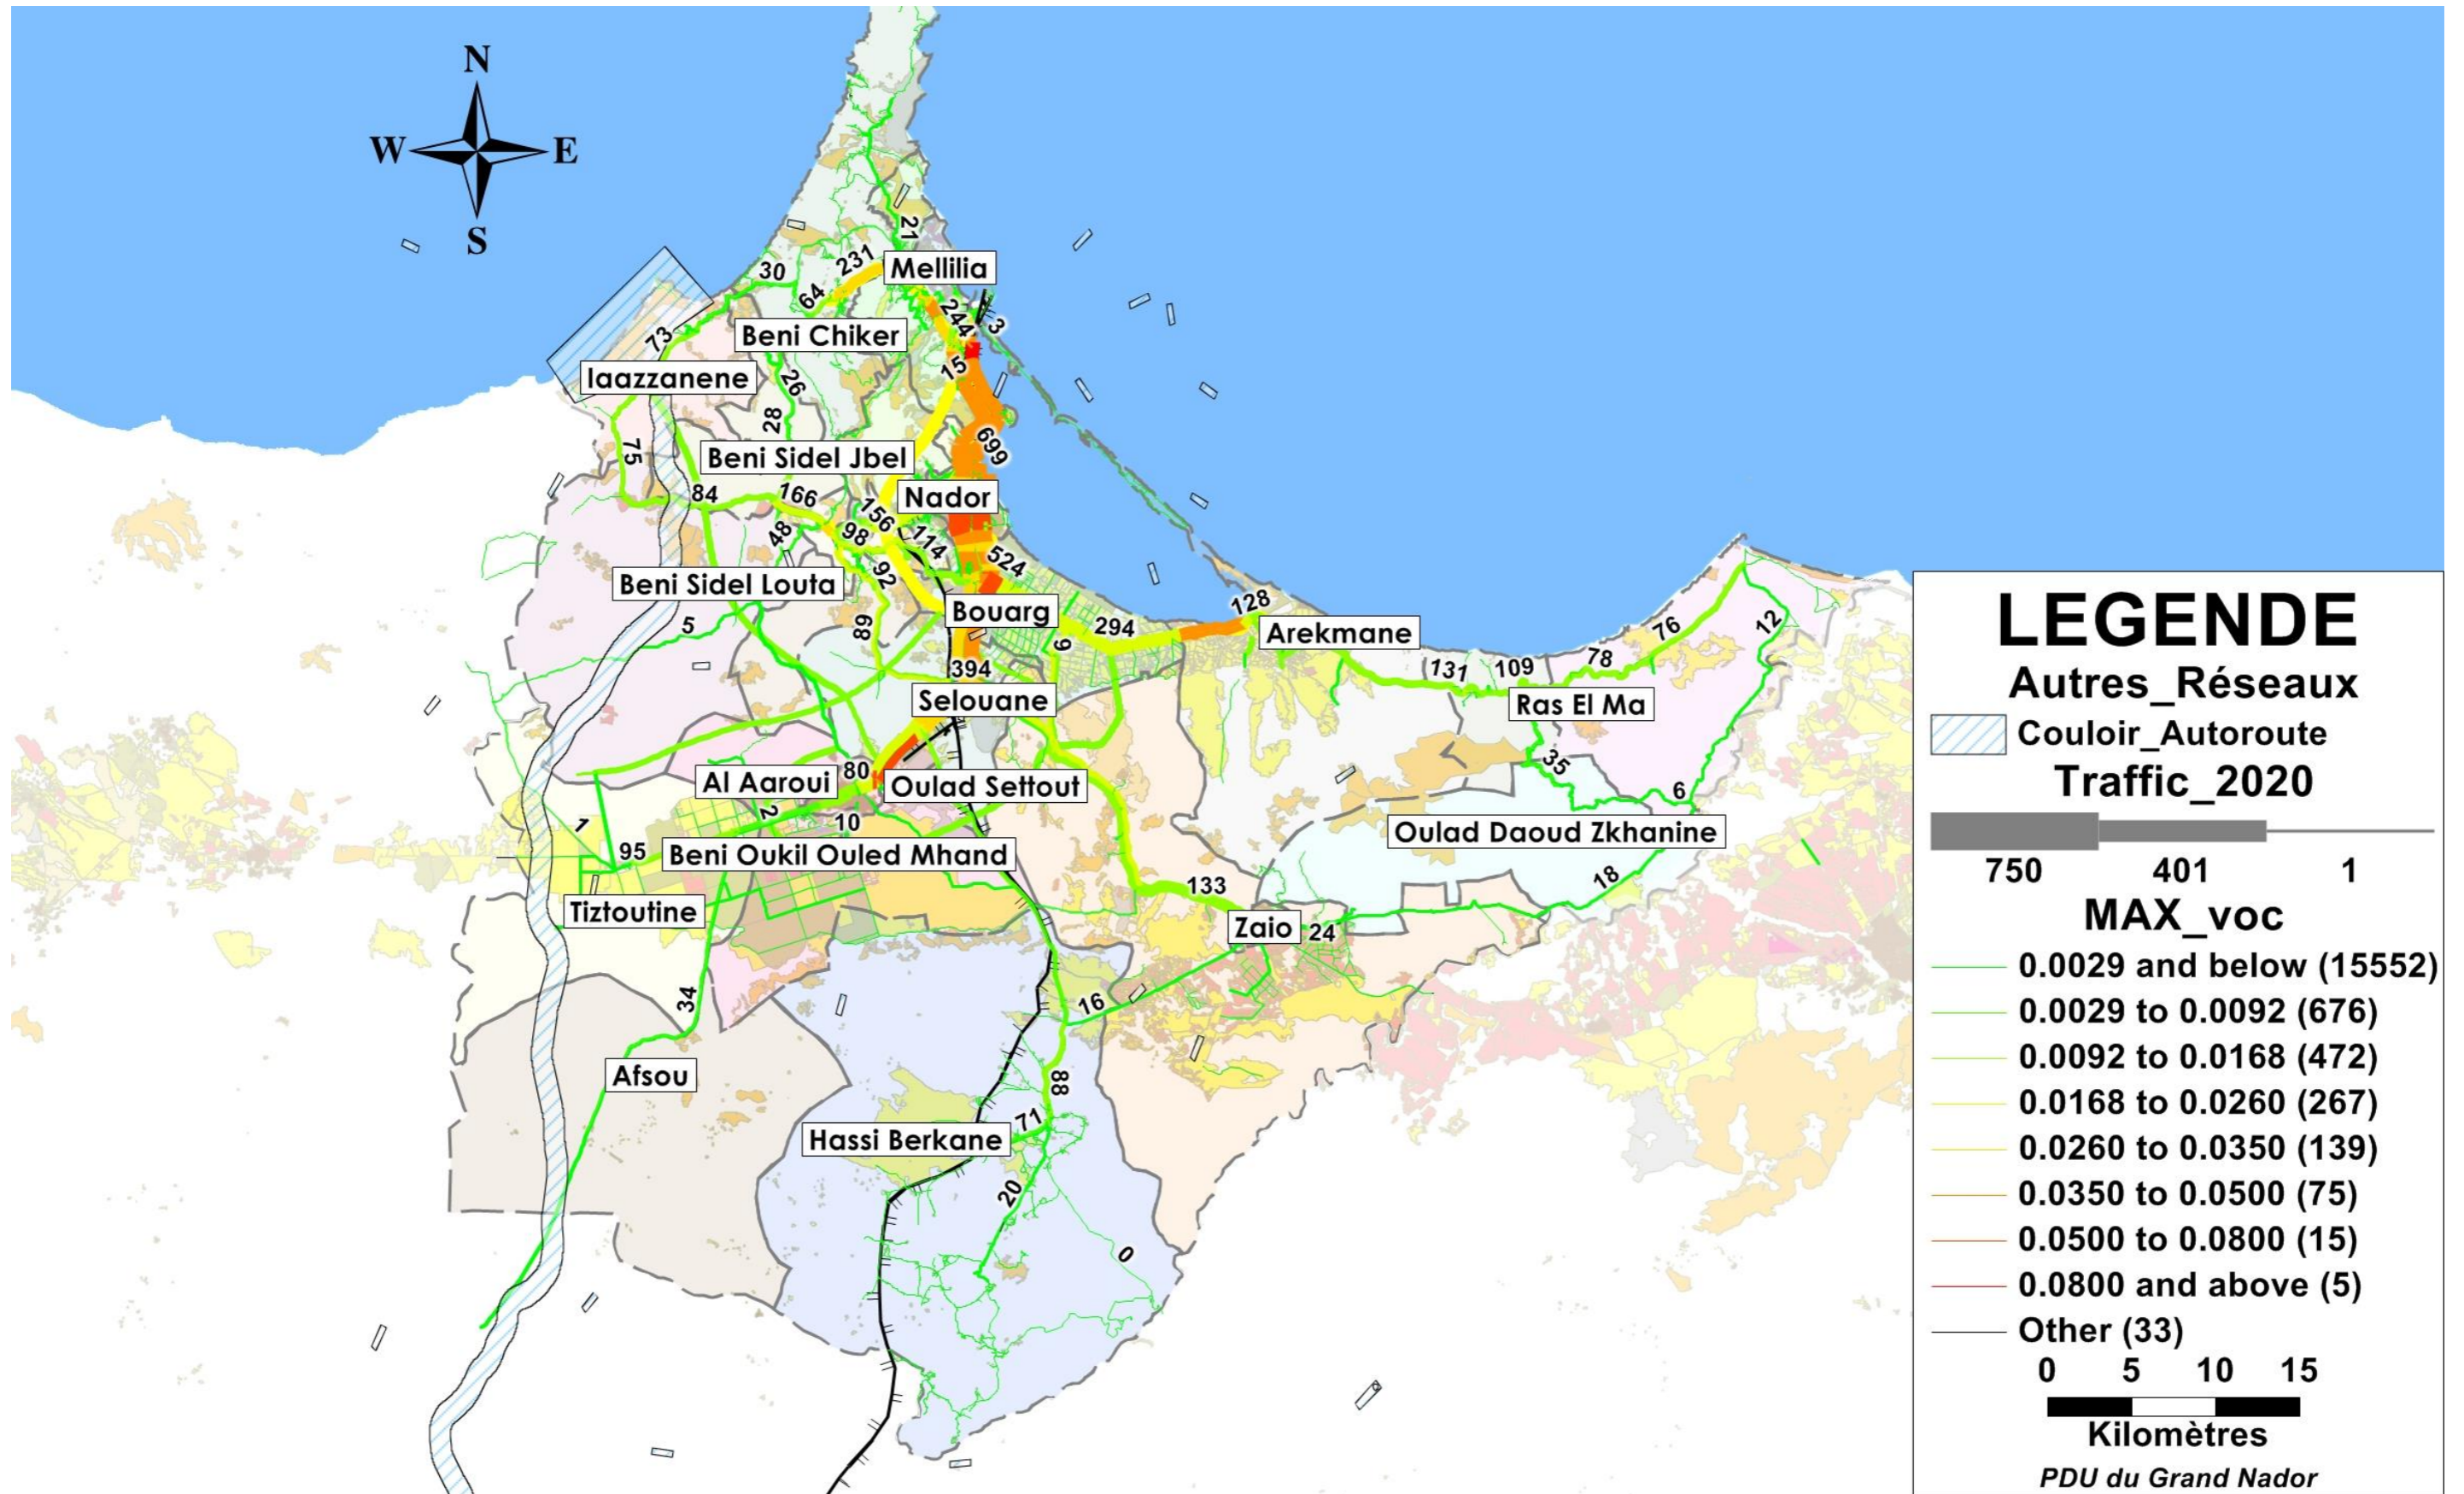 N
W
E
S
21
Mellilia
30
231
64
244
3
Beni Chiker
73
15
Iaazzanene
26
28
699
75
Beni Sidel Jbel
84
166
Nador
156
48
98
114
524
92
Beni Sidel Louta
Bouarg
128
5
89
294
9
Arekmane
394
131
109
78
76
12
Selouane
Ras El Ma
35
Al Aaroui
80
Oulad Settout
6
2
10
1
95
Beni Oukil Ouled Mhand
Oulad Daoud Zkhanine
133
18
Tiztoutine
Zaio
24
34
16
Afsou
88
71
Hassi Berkane
20
0
LEGENDE
Autres_Réseaux
Couloir_Autoroute
Traffic_2020
750 401 1
MAX_voc
0.0029 and below (15552)
0.0029 to 0.0092 (676)
0.0092 to 0.0168 (472)
0.0168 to 0.0260 (267)
0.0260 to 0.0350 (139)
0.0350 to 0.0500 (75)
0.0500 to 0.0800 (15)
0.0800 and above (5)
Other (33)
0 5 10 15
Kilomètres
PDU du Grand Nador